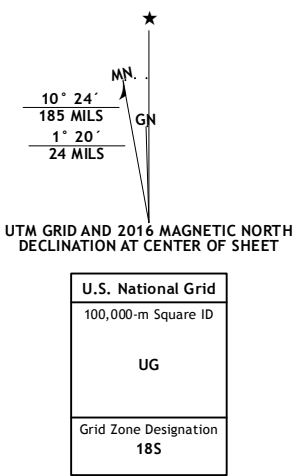 MN
10° 24´
185 MILS
GN
1° 20´
24 MILS
UTM GRID AND 2016 MAGNETIC NORTH
DECLINATION AT CENTER OF SHEET
U.S. National Grid
100,000-m Square ID
UG
Grid Zone Designation
18S